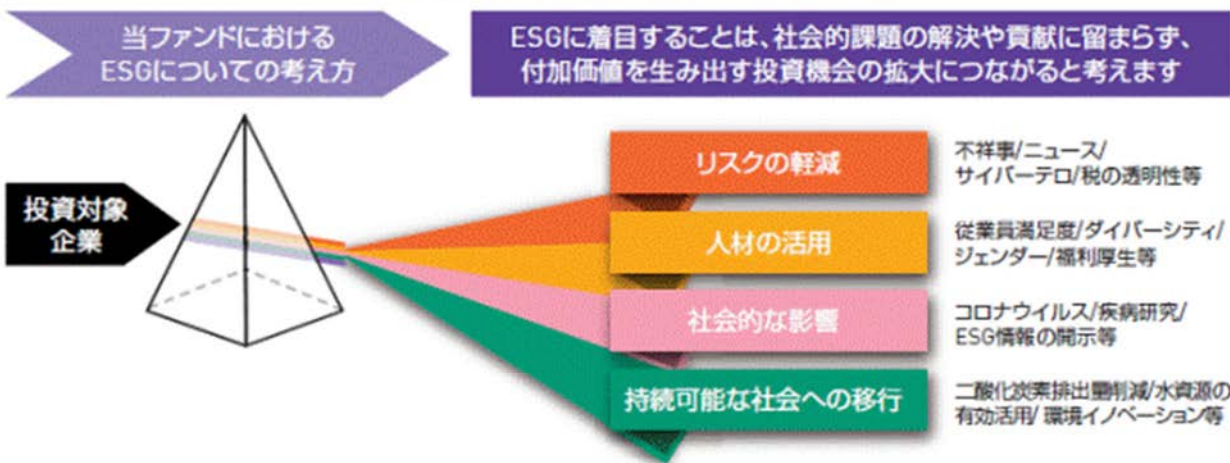 当ファンドにおける
ESGについての考え方
ESGに着目することは、社会的課題の解決や貢献に留まらず、
付加価値を生み出す投資機会の拡大につながると考えます
投資対象
企業
リスクの軽減
不祥事/ニュース/
サイバーテロ/税の透明性等
人材の活用
従業員満足度/ダイバーシティ/
ジェンダー/福利厚生等
社会的な影響
コロナウイルス/疾病研究/
ESG情報の開示等
持続可能な社会への移行
二酸化炭素排出量削減/水資源の
有効活用/ 環境イノベーション等